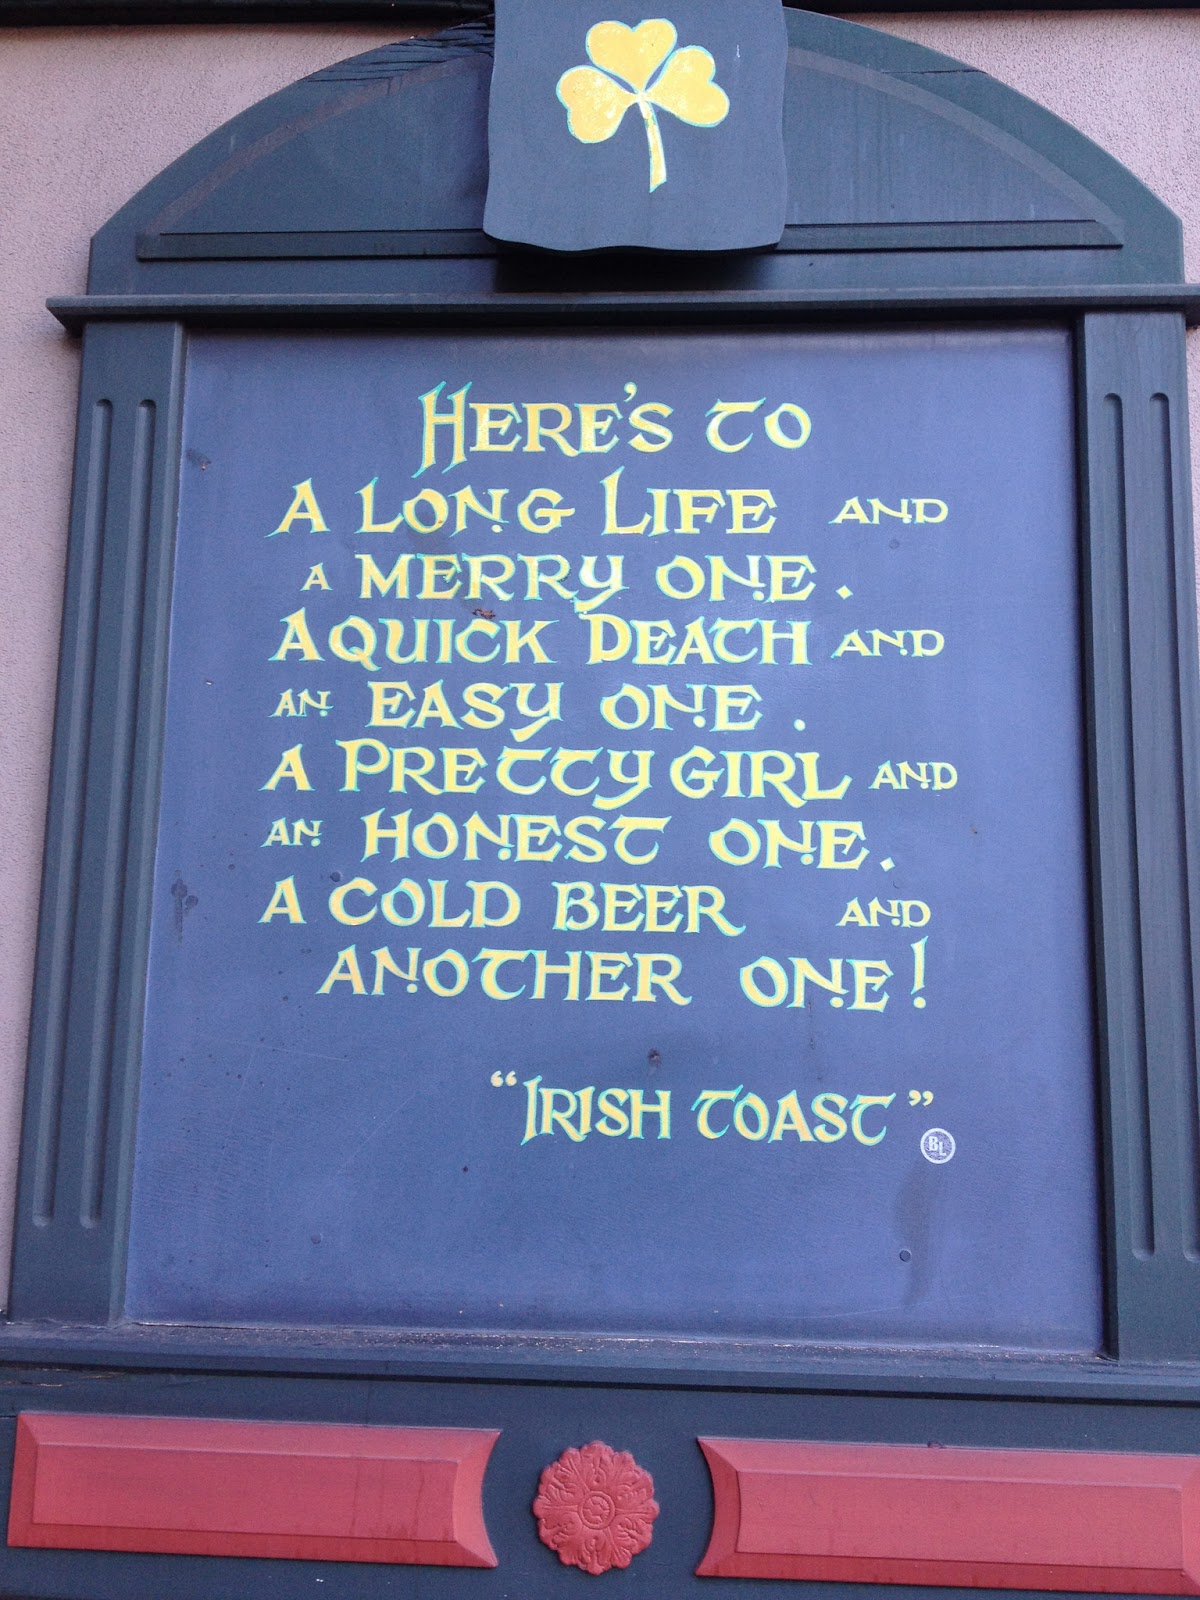 HERE'S TO
A LONG LIFE AND
A MERRY ONE.
A QUICK DEATH AND
AN EASY ONE.
A PRETTY GIRL AND
AN HONEST ONE.
A COLD BEER AND
ANOTHER ONE!
"IRISH TOAST"
BL